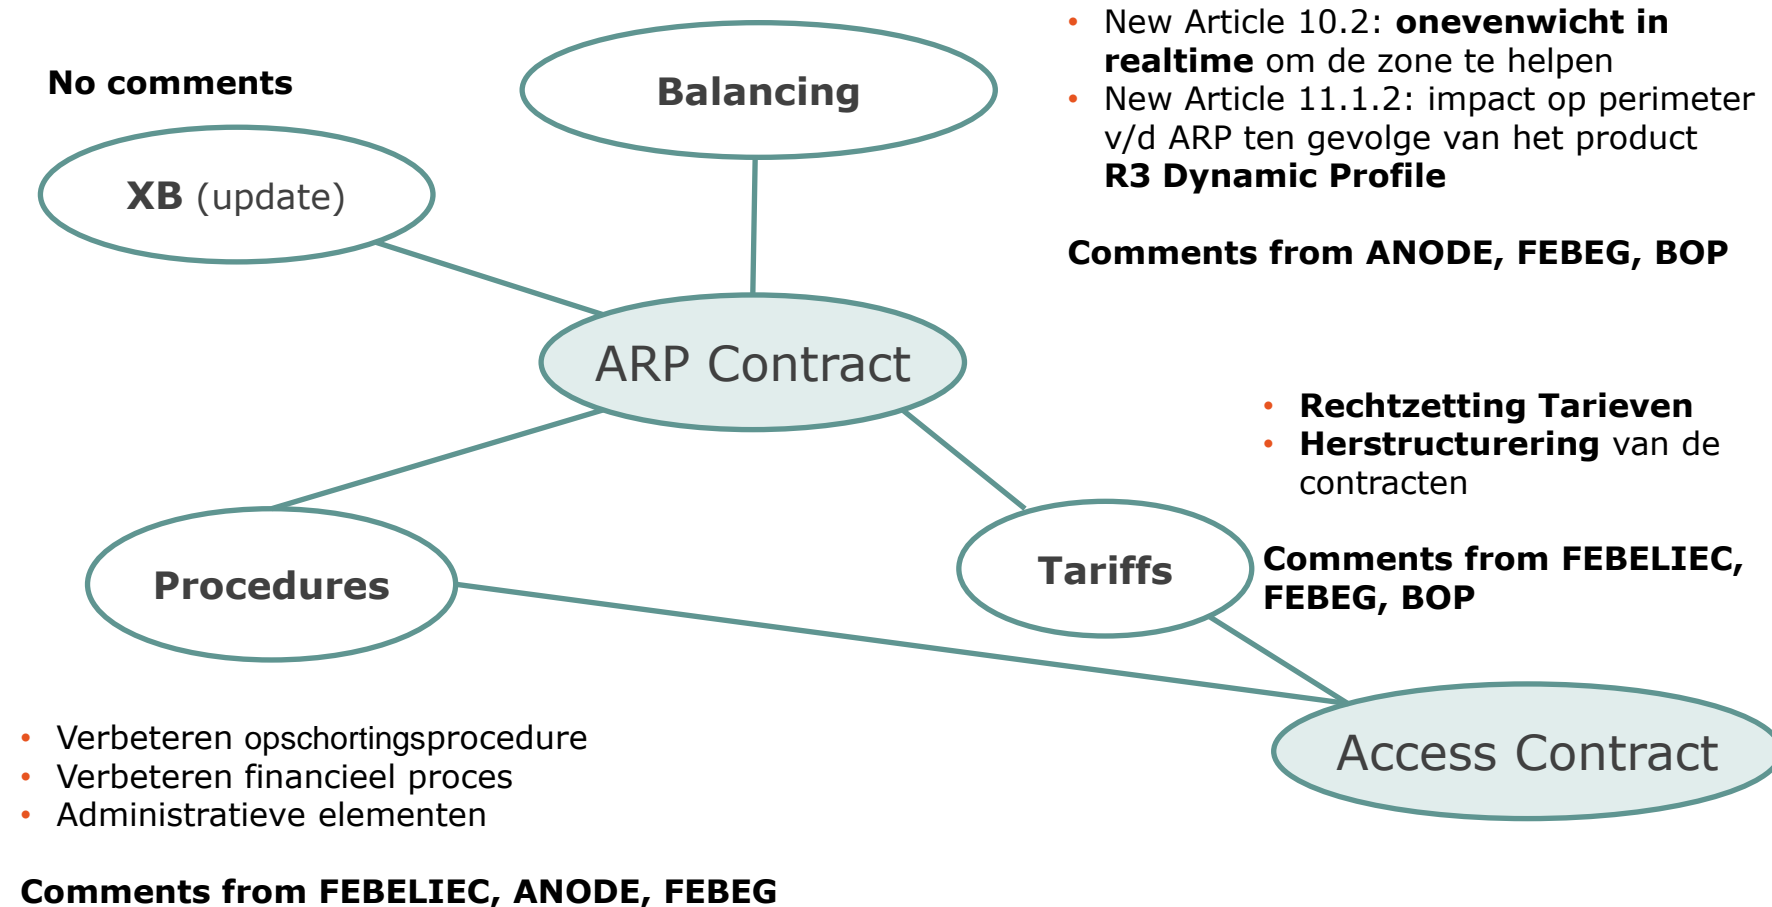 No comments
XB (update)
Balancing
• New Article 10.2: onevenwicht in
realtime om de zone te helpen
• New Article 11.1.2: impact op perimeter
v/d ARP ten gevolge van het product
R3 Dynamic Profile
Comments from ANODE, FEBEG, BOP
ARP Contract
• Rechtzetting Tarieven
• Herstructurering van de
contracten
Comments from FEBELIEC,
FEBEG, BOP
Procedures
Tariffs
Access Contract
• Verbeteren opschortingsprocedure
• Verbeteren financieel proces
• Administratieve elementen
Comments from FEBELIEC, ANODE, FEBEG